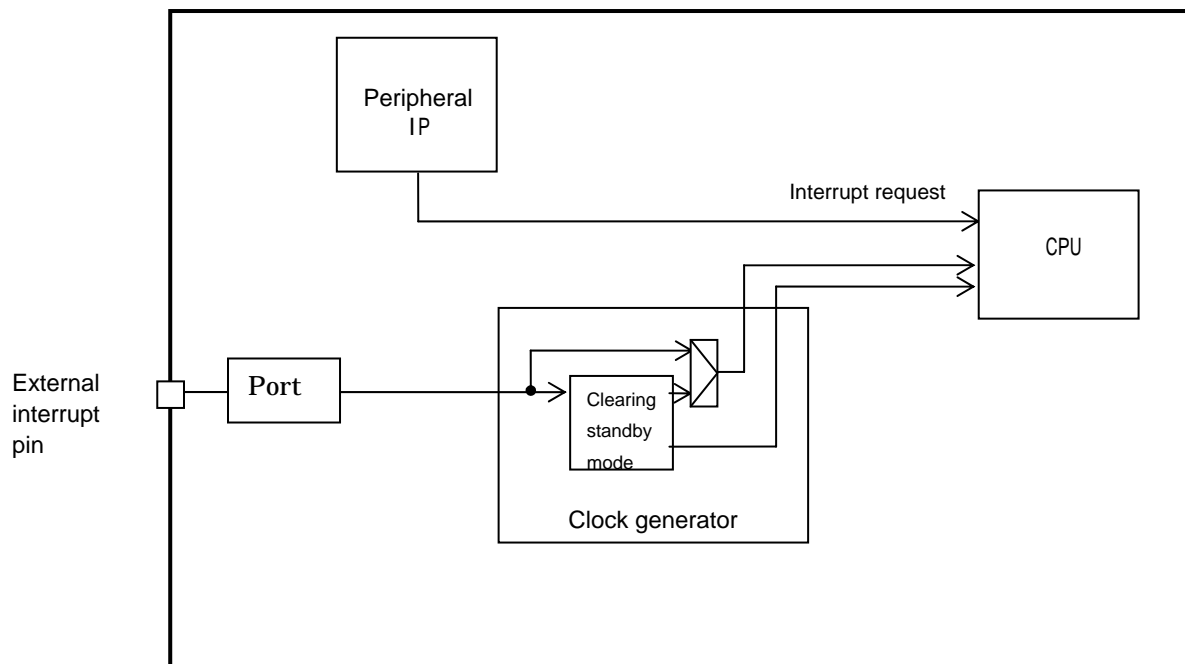 Peripheral
IP
Interrupt request
CPU
External
interrupt
pin
Port
Clearing
standby
mode
Clock generator